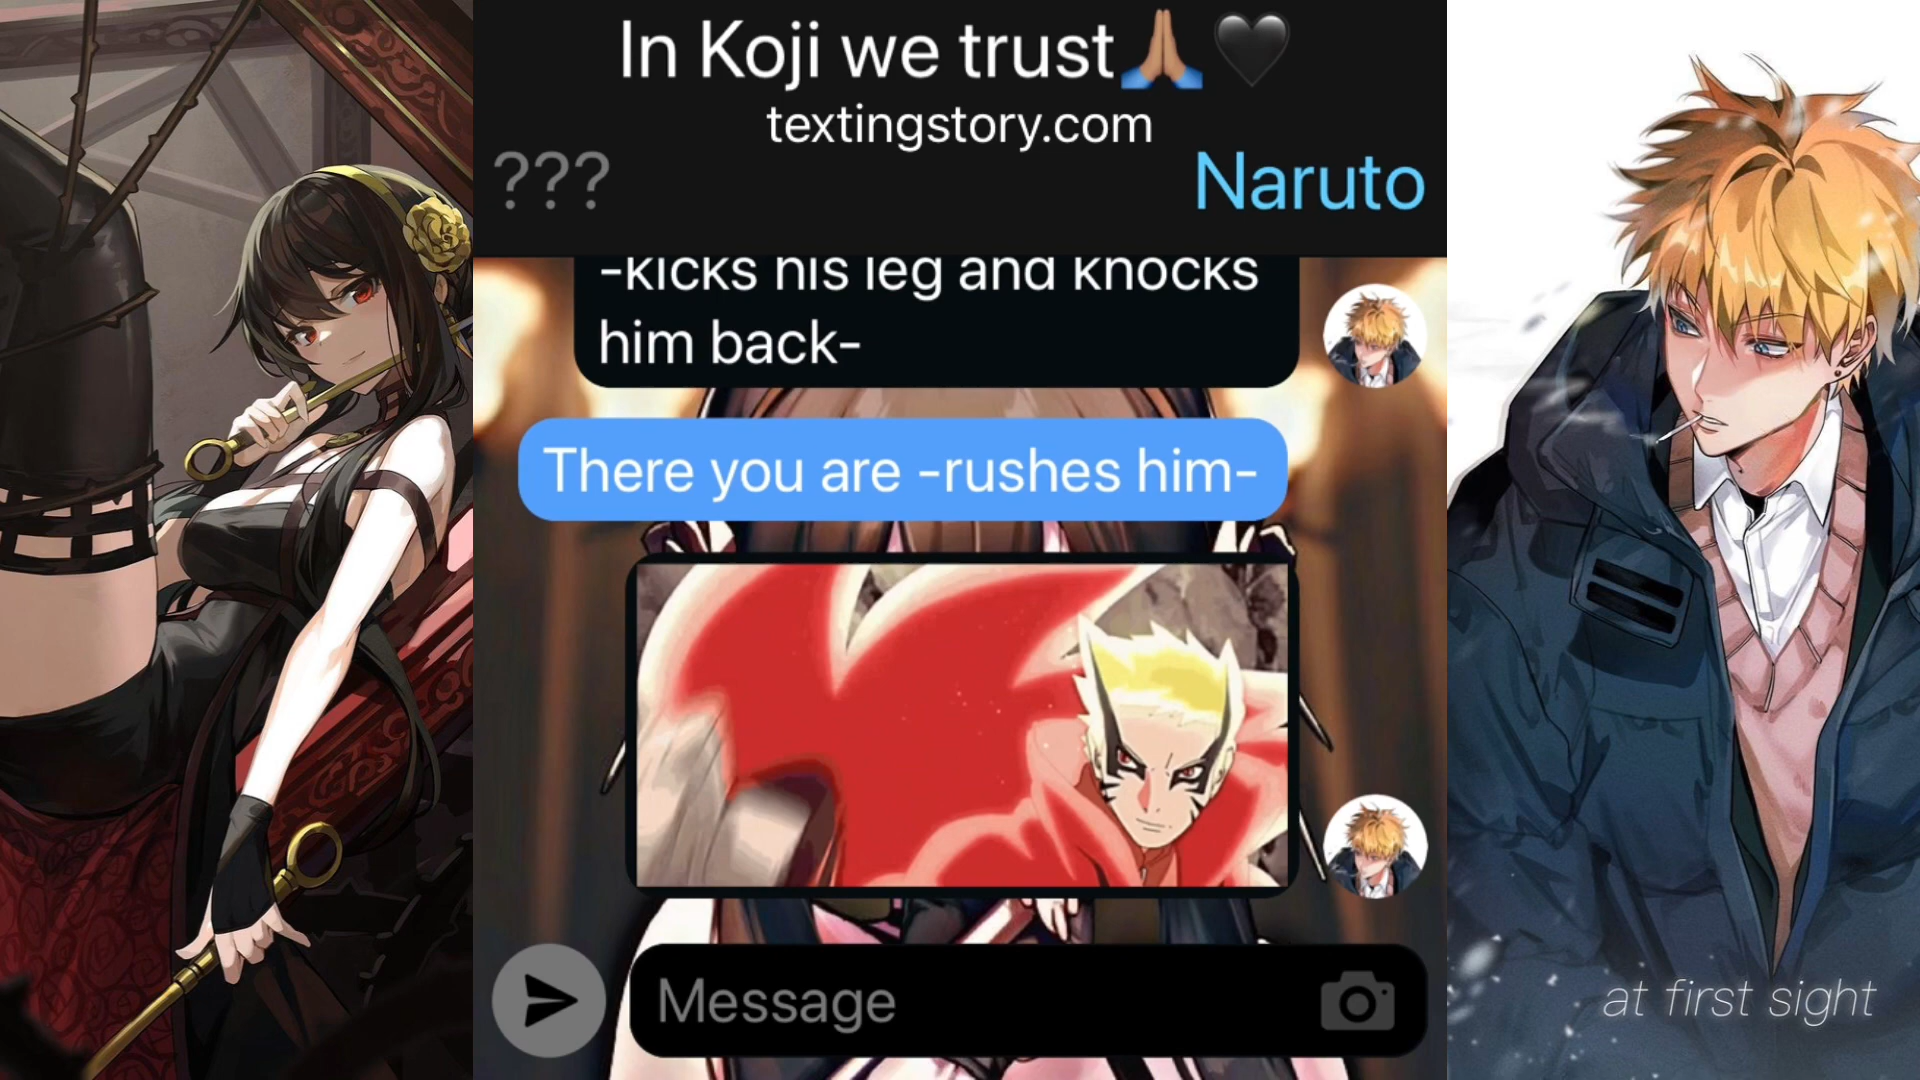 In Koji we trust🙏🏽🖤
textingstory.com
???
Naruto
-kicks his leg and knocks
him back-
There you are -rushes him-
Message
at first sight